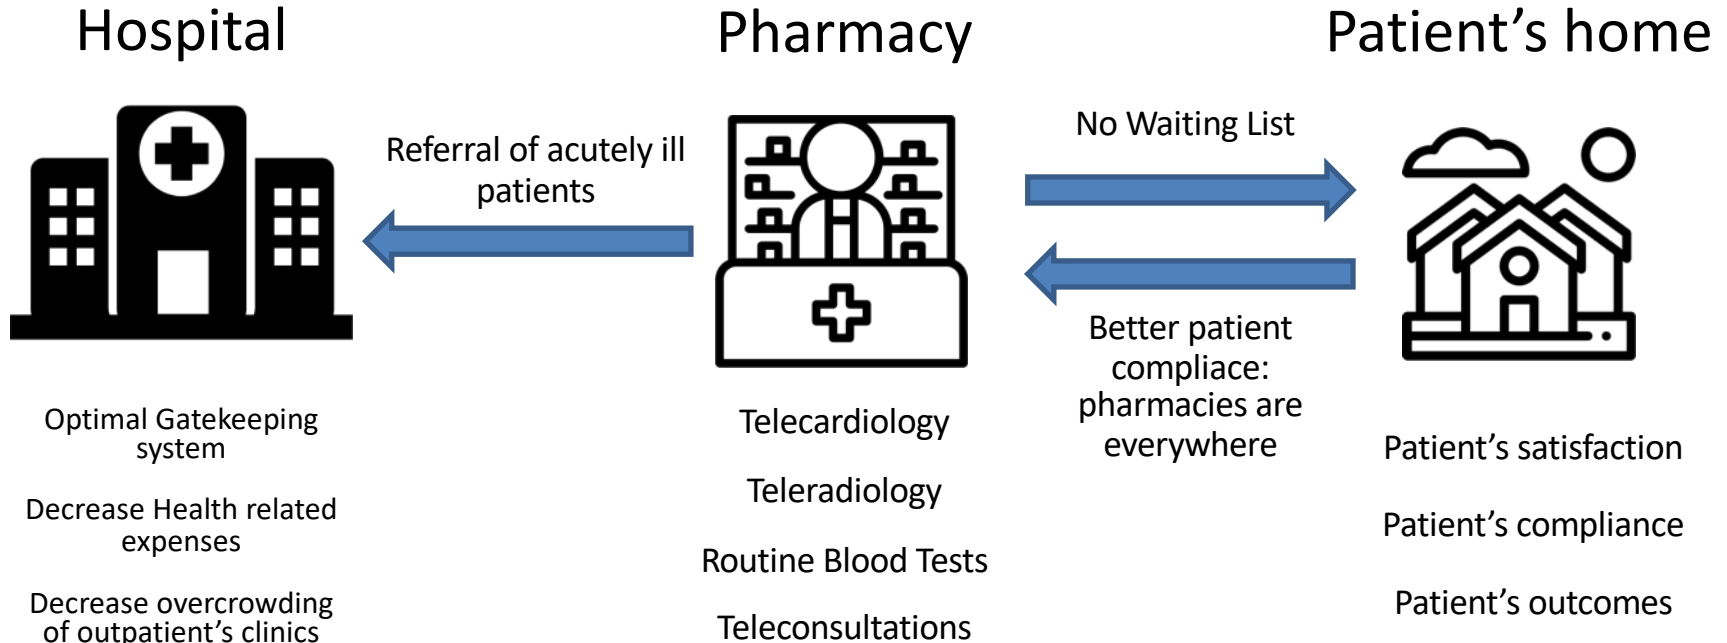 Hospital
Pharmacy
Patient’s home
Referral of acutely ill
patients
No Waiting List
Better patient
compliace:
pharmacies are
everywhere
Optimal Gatekeeping
system
Decrease Health related
expenses
Decrease overcrowding
of outpatient’s clinics
Telecardiology
Teleradiology
Routine Blood Tests
Teleconsultations
Patient’s satisfaction
Patient’s compliance
Patient’s outcomes